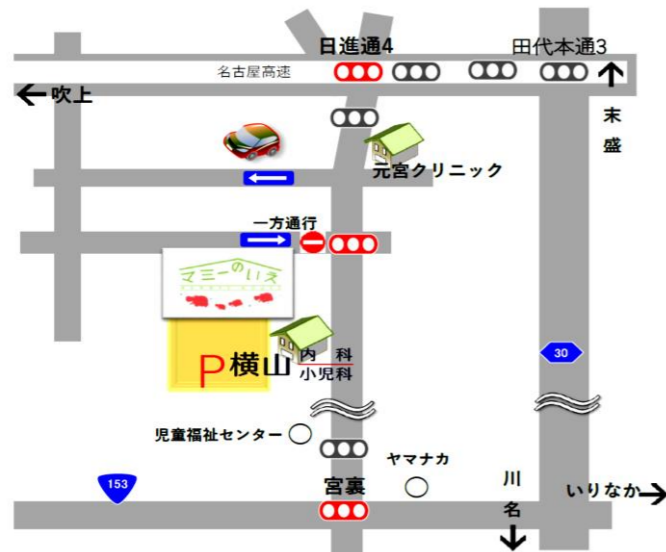 日進通4
田代本通3
名古屋高速
吹上
末盛
元宮クリニック
一方通行
マミーのいえ
P横山 内科
小児科
30
児童福祉センター
ヤマナカ
153
宮裏
川名
いりなか